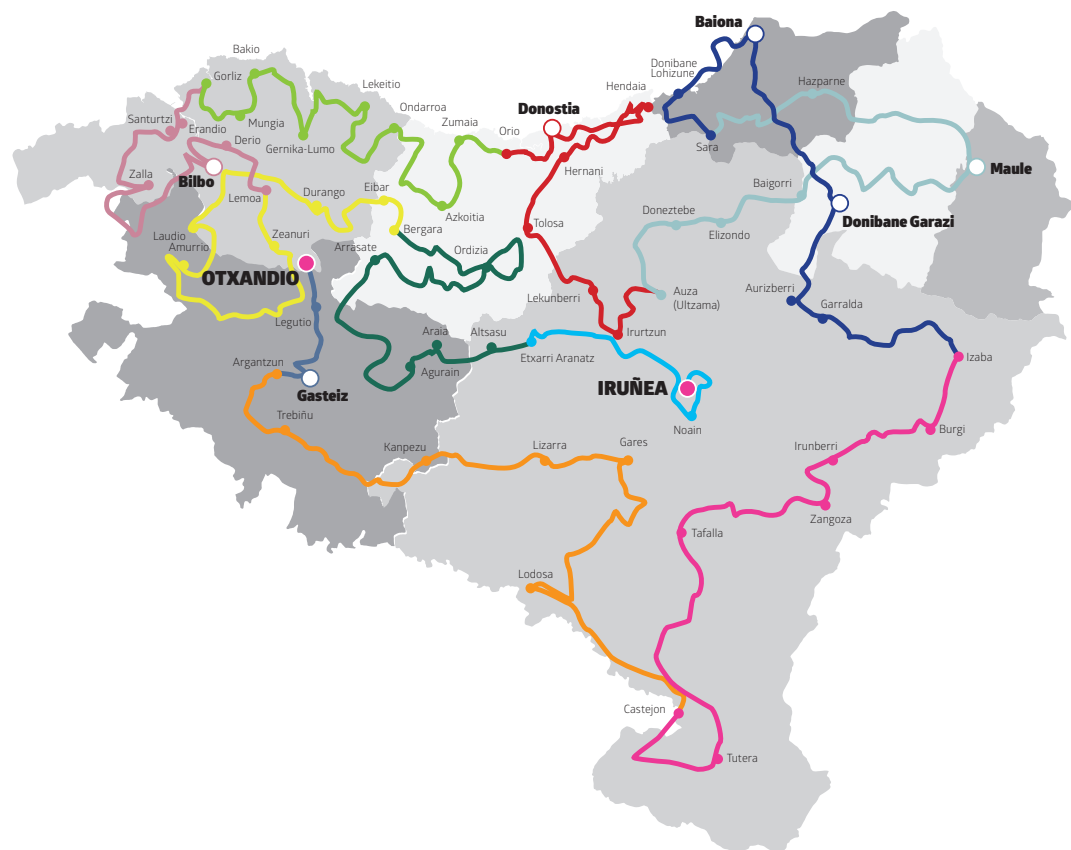 Baiona
Bakio
Donibane
Lohizune
Gorliz
Lekeitio
Hendaia
Hazparne
Ondarroa
Donostia
Santurtzi
Erandio
Mungia
Zumaia
Orio
Derio
Gernika-Lumo
Sara
Zalla
Bilbo
Hernani
Maule
Baigorri
Lemoa
Durango
Eibar
Azkoitia
Doneztebe
Donibane Garazi
Elizondo
Tolosa
Bergara
Laudio
Zeanuri
Amurrio
Arrasate
Ordizia
OTXANDIO
Aurizberri
Lekunberri
Auza
(Ultzama)
Garralda
Legutio
Araia
Altsasu
Irurtzun
Etxarri Aranatz
Izaba
Argantzun
Agurain
Gasteiz
IRUÑEA
Trebiñu
Noain
Burgi
Kanpezu
Lizarra
Gares
Irunberri
Zangoza
Tafalla
Lodosa
Castejon
Tutera